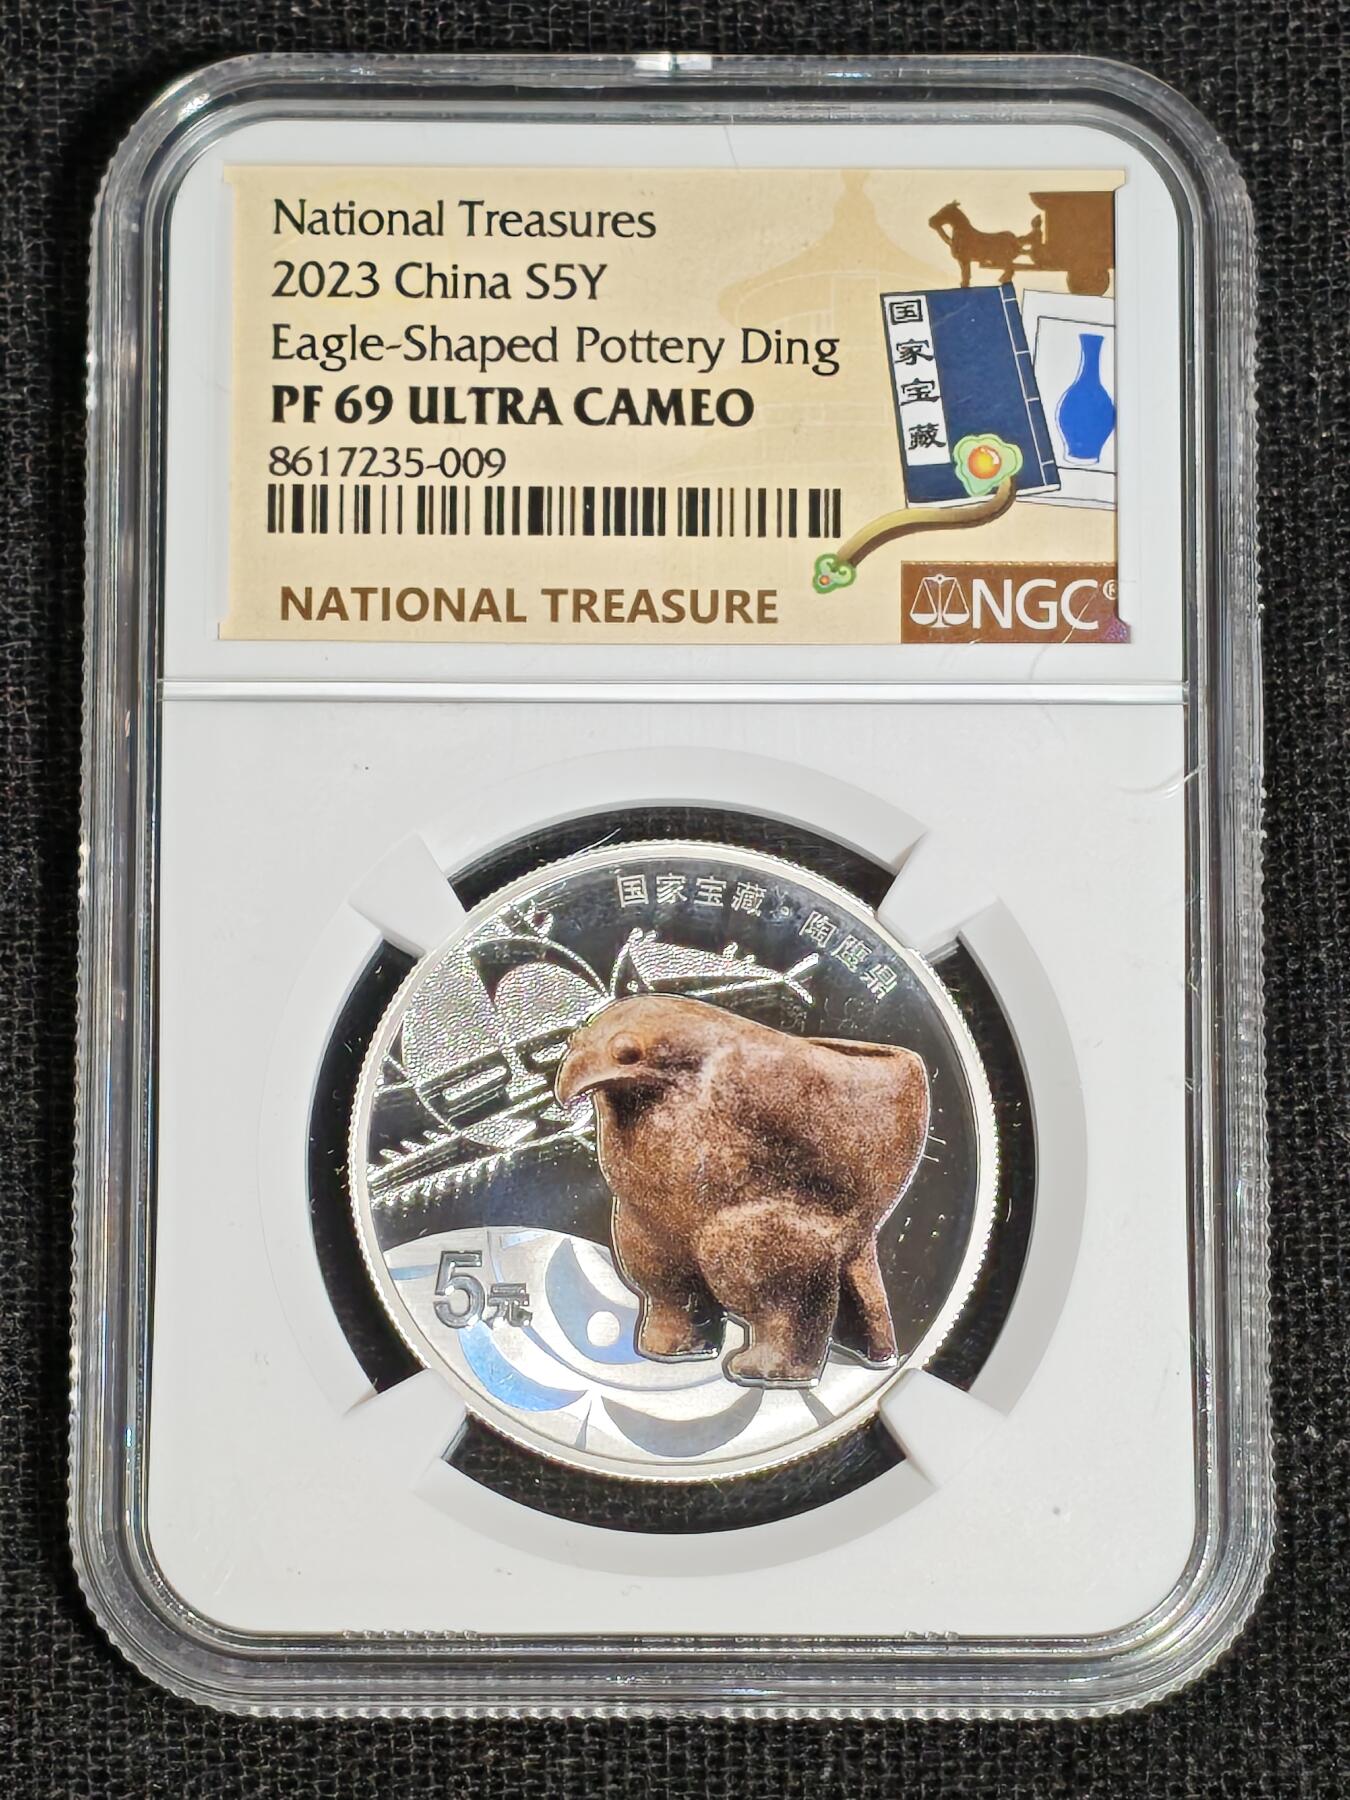 National Treasures
2023 China S5Y
Eagle-Shaped Pottery Ding
PF 69 ULTRA CAMEO
8617235-009
NATIONAL TREASURE
国家宝藏
NGC®
国家宝藏·陶鹰鼎
5元